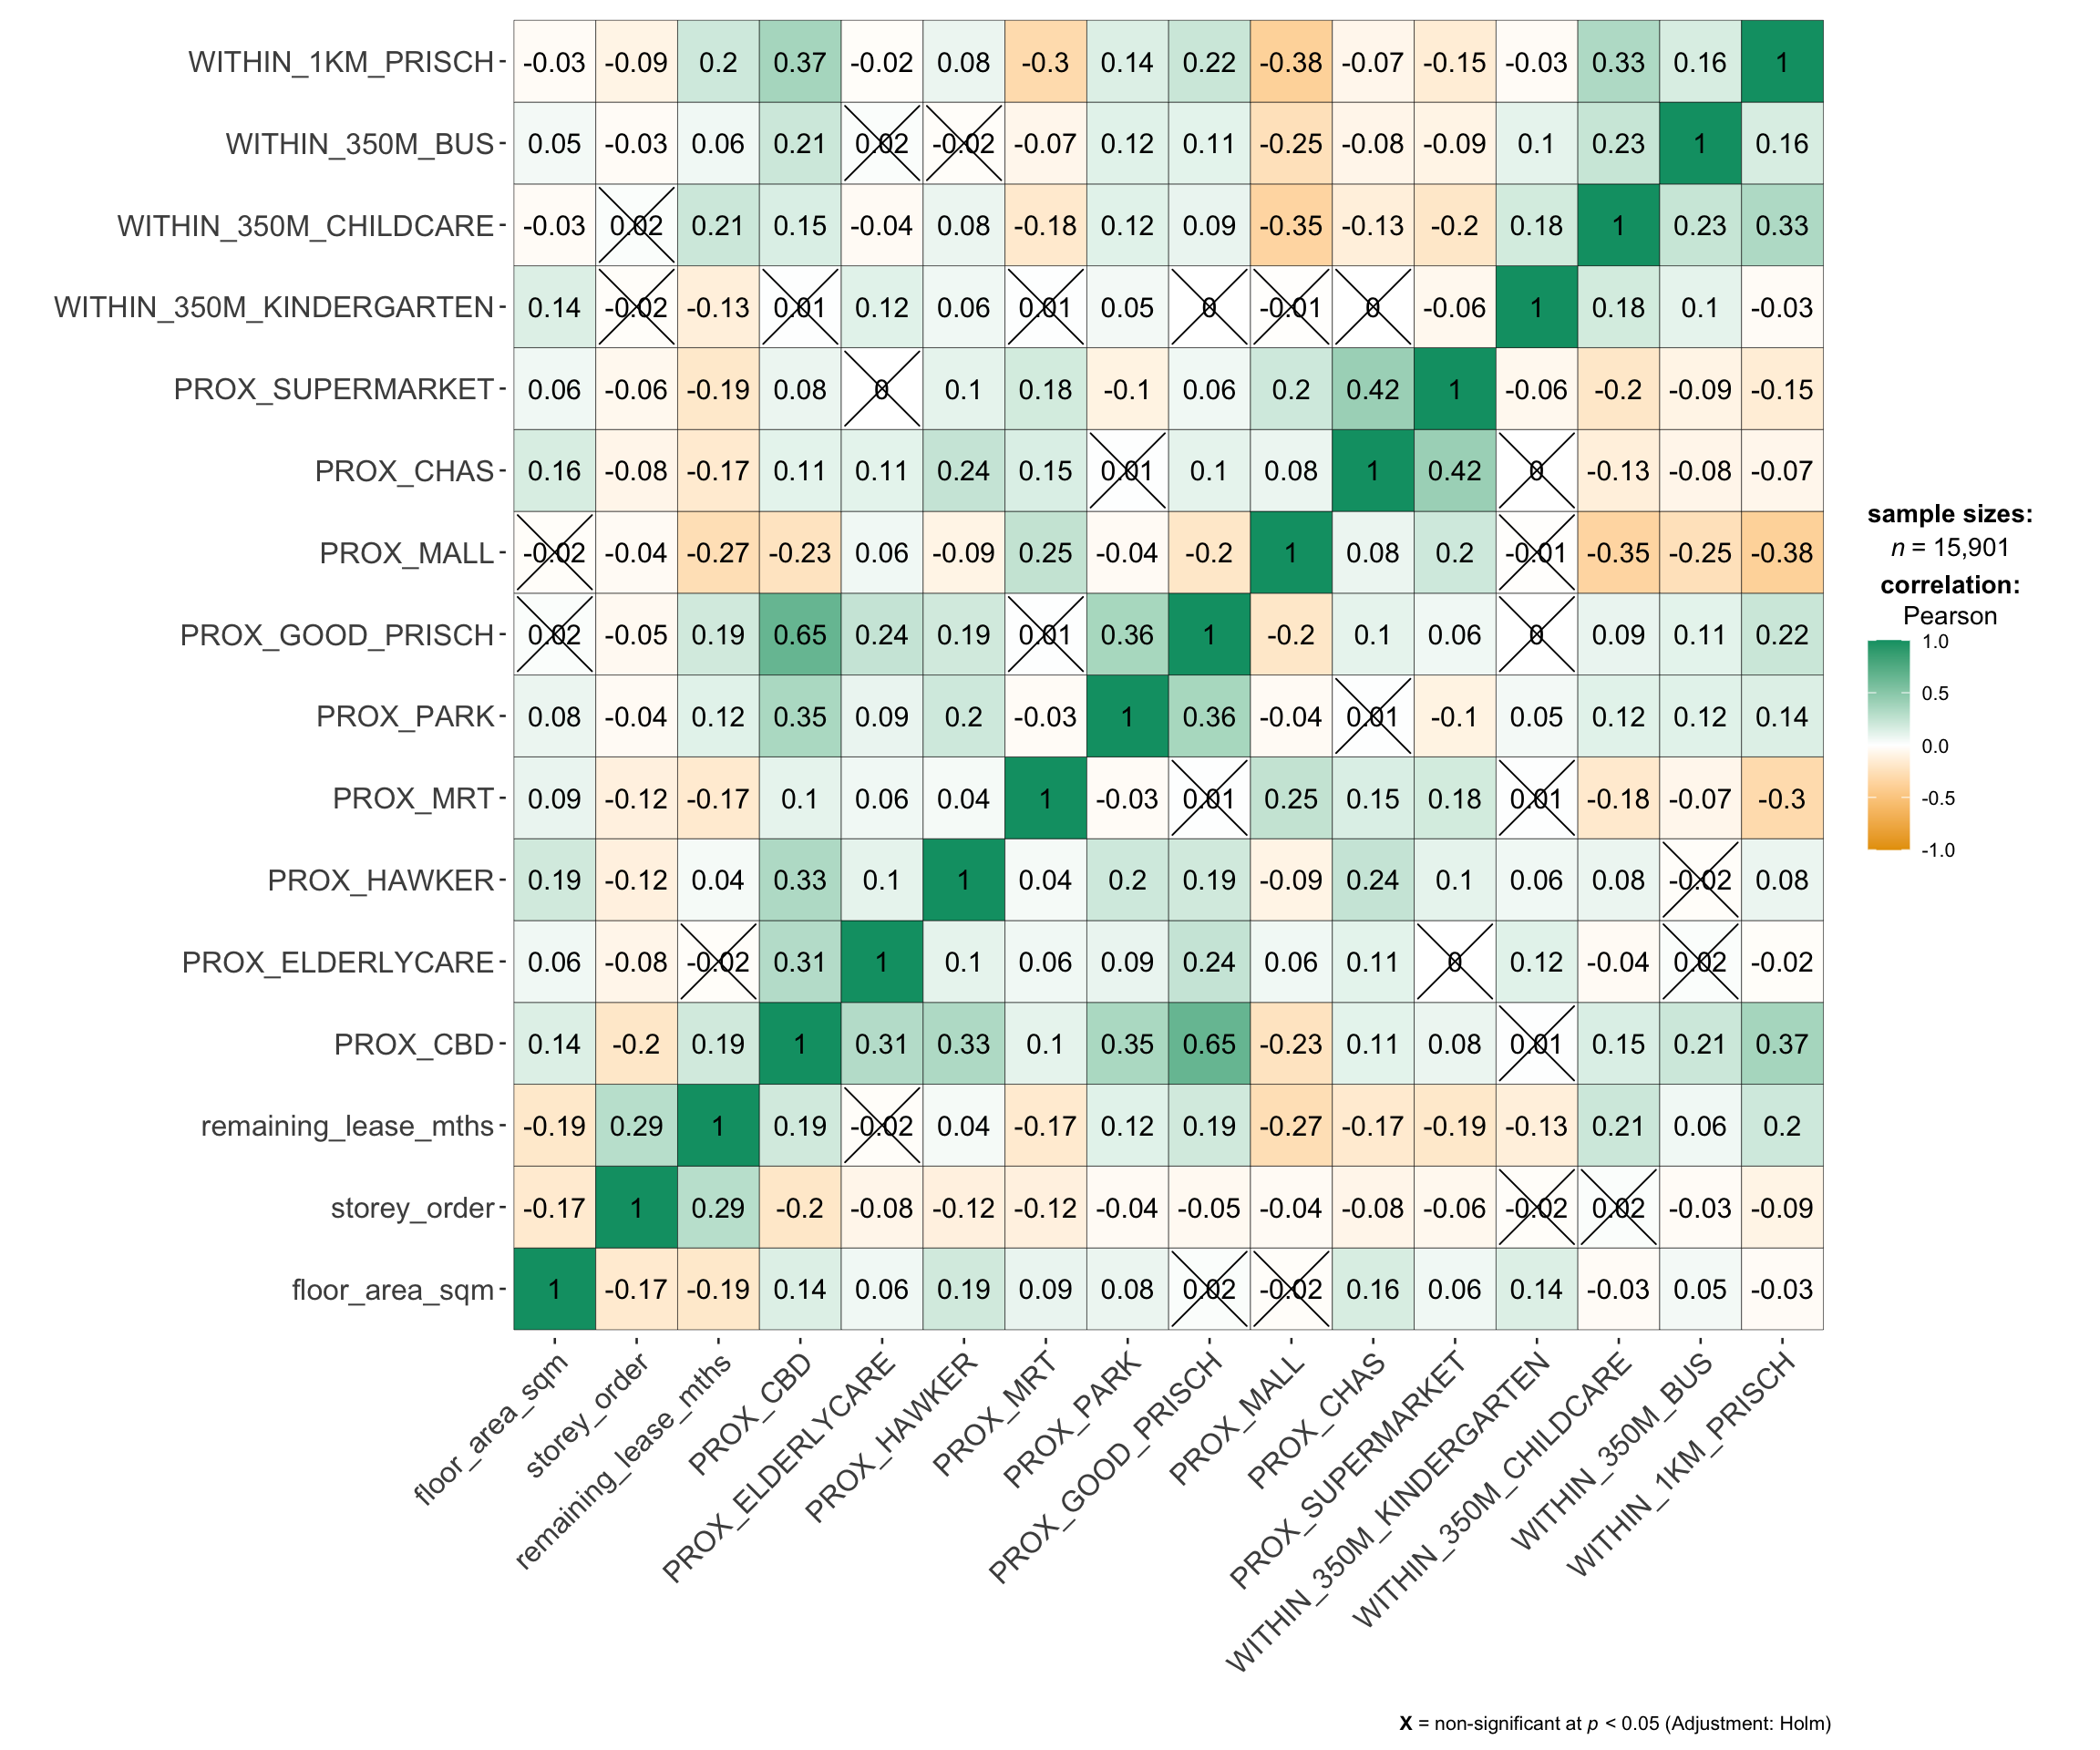 WITHIN_1KM_PRISCH -0.03 -0.09 0.2 0.37 -0.02 0.08 -0.3 0.14 0.22 -0.38 -0.07 -0.15 -0.03 0.33 0.16 1
WITHIN_350M_BUS 0.05 -0.03 0.06 0.21 0.02 -0.02 -0.07 0.12 0.11 -0.25 -0.08 -0.09 0.1 0.23 1 0.16
WITHIN_350M_CHILDCARE -0.03 0.02 0.21 0.15 -0.04 0.08 -0.18 0.12 0.09 -0.35 -0.13 -0.2 0.18 1 0.23 0.33
WITHIN_350M_KINDERGARTEN 0.14 -0.02 -0.13 0.01 0.12 0.06 0.01 0.05 0 -0.01 0 -0.06 1 0.18 0.1 -0.03
PROX_SUPERMARKET 0.06 -0.06 -0.19 0.08 0 0.1 0.18 -0.1 0.06 0.2 0.42 1 -0.06 -0.2 -0.09 -0.15
PROX_CHAS 0.16 -0.08 -0.17 0.11 0.11 0.24 0.15 0.01 0.1 0.08 1 0.42 0 -0.13 -0.08 -0.07
PROX_MALL -0.02 -0.04 -0.27 -0.23 0.06 -0.09 0.25 -0.04 -0.2 1 0.08 0.2 -0.01 -0.35 -0.25 -0.38
PROX_GOOD_PRISCH 0.02 -0.05 0.19 0.65 0.24 0.19 0.01 0.36 1 -0.2 0.1 0.06 0 0.09 0.11 0.22
PROX_PARK 0.08 -0.04 0.12 0.35 0.09 0.2 -0.03 1 0.36 -0.04 0.01 -0.1 0.05 0.12 0.12 0.14
PROX_MRT 0.09 -0.12 -0.17 0.1 0.06 0.04 1 -0.03 0.01 0.25 0.15 0.18 0.01 -0.18 -0.07 -0.3
PROX_HAWKER 0.19 -0.12 0.04 0.33 0.1 1 0.04 0.2 0.19 -0.09 0.24 0.1 0.06 0.08 -0.02 0.08
PROX_ELDERLYCARE 0.06 -0.08 -0.02 0.31 1 0.1 0.06 0.09 0.24 0.06 0.11 0 0.12 -0.04 0.02 -0.02
PROX_CBD 0.14 -0.2 0.19 1 0.31 0.33 0.1 0.35 0.65 -0.23 0.11 0.08 0.01 0.15 0.21 0.37
remaining_lease_mths -0.19 0.29 1 0.19 -0.02 0.04 -0.17 0.12 0.19 -0.27 -0.17 -0.19 -0.13 0.21 0.06 0.2
storey_order -0.17 1 0.29 -0.2 -0.08 -0.12 -0.12 -0.04 -0.05 -0.04 -0.08 -0.06 -0.02 0.02 -0.03 -0.09
floor_area_sqm 1 -0.17 -0.19 0.14 0.06 0.19 0.09 0.08 0.02 -0.02 0.16 0.06 0.14 -0.03 0.05 -0.03
floor_area_sqm
storey_order
remaining_lease_mths
PROX_CBD
PROX_ELDERLYCARE
PROX_HAWKER
PROX_MRT
PROX_PARK
PROX_GOOD_PRISCH
PROX_MALL
PROX_CHAS
PROX_SUPERMARKET
WITHIN_350M_KINDERGARTEN
WITHIN_350M_CHILDCARE
WITHIN_350M_BUS
WITHIN_1KM_PRISCH
sample sizes:
n = 15,901
correlation:
Pearson
1.0
0.5
0.0
-0.5
-1.0
X = non-significant at p < 0.05 (Adjustment: Holm)